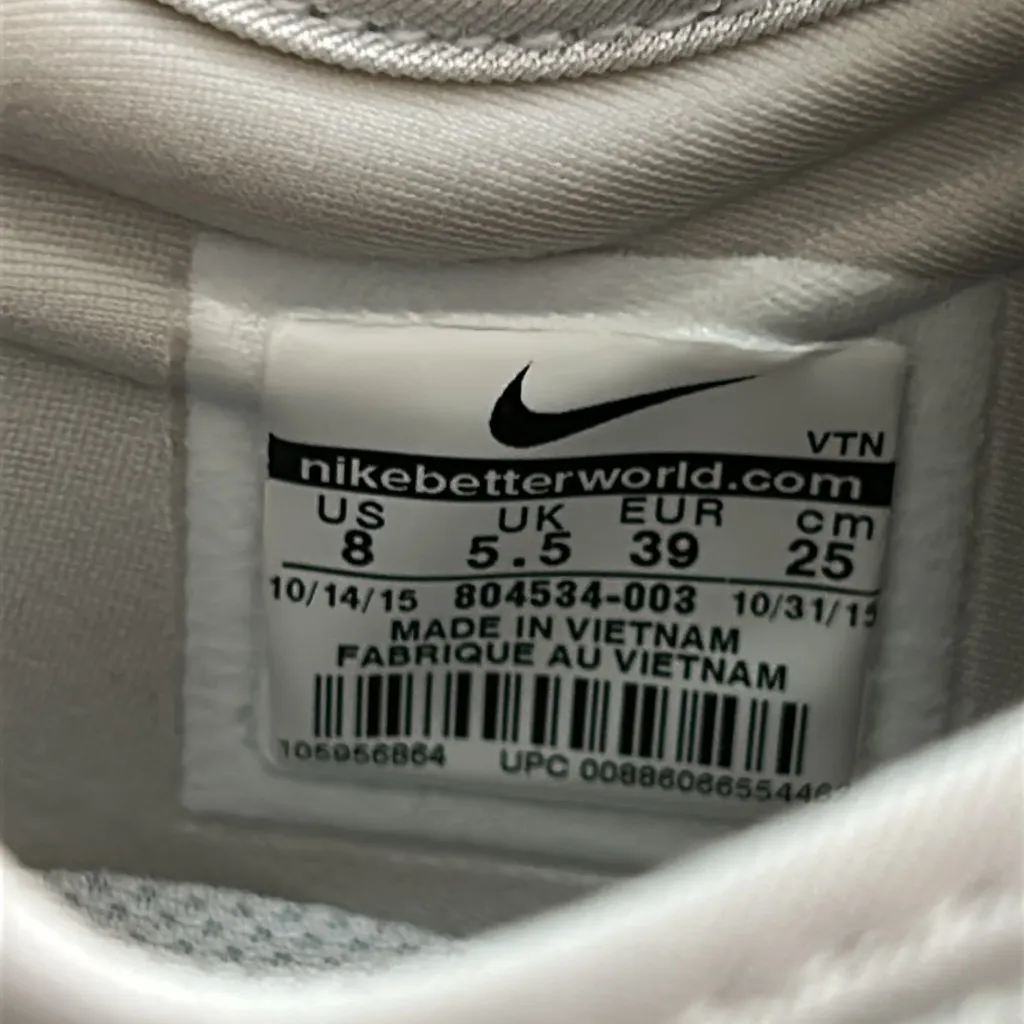 VTN
nikebetterworld.com
US UK EUR cm
8 5.5 39 25
10/14/15 804534-003 10/31/15
MADE IN VIETNAM
FABRIQUE AU VIETNAM
105956864 UPC